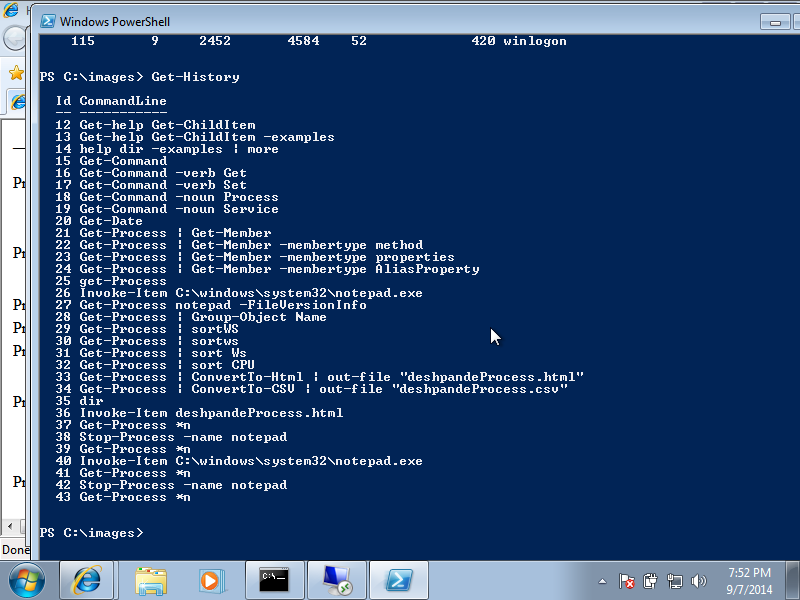 Windows PowerShell
115 9 2452 4584 52 420 winlogon
PS C:\images> Get-History
Id CommandLine
-- -----------
12 Get-help Get-ChildItem
13 Get-help Get-ChildItem -examples
14 help dir -examples | more
15 Get-Command
16 Get-Command -verb Get
17 Get-Command -verb Set
18 Get-Command -noun Process
19 Get-Command -noun Service
20 Get-Date
21 Get-Process | Get-Member
22 Get-Process | Get-Member -membertype method
23 Get-Process | Get-Member -membertype properties
24 Get-Process | Get-Member -membertype AliasProperty
25 get-Process
26 Invoke-Item C:\windows\system32\notepad.exe
27 Get-Process notepad -FileVersionInfo
28 Get-Process | Group-Object Name
29 Get-Process | sortWS
30 Get-Process | sortws
31 Get-Process | sort Ws
32 Get-Process | sort CPU
33 Get-Process | ConvertTo-Html | out-file "deshpandeProcess.html"
34 Get-Process | ConvertTo-CSV | out-file "deshpandeProcess.csv"
35 dir
36 Invoke-Item deshpandeProcess.html
37 Get-Process *n
38 Stop-Process -name notepad
39 Get-Process *n
40 Invoke-Item C:\windows\system32\notepad.exe
41 Get-Process *n
42 Stop-Process -name notepad
43 Get-Process *n
PS C:\images>
Pr
Pr
Pr
Pr
Pr
Pr
Pr
Done
C:\_
7:52 PM
9/7/2014